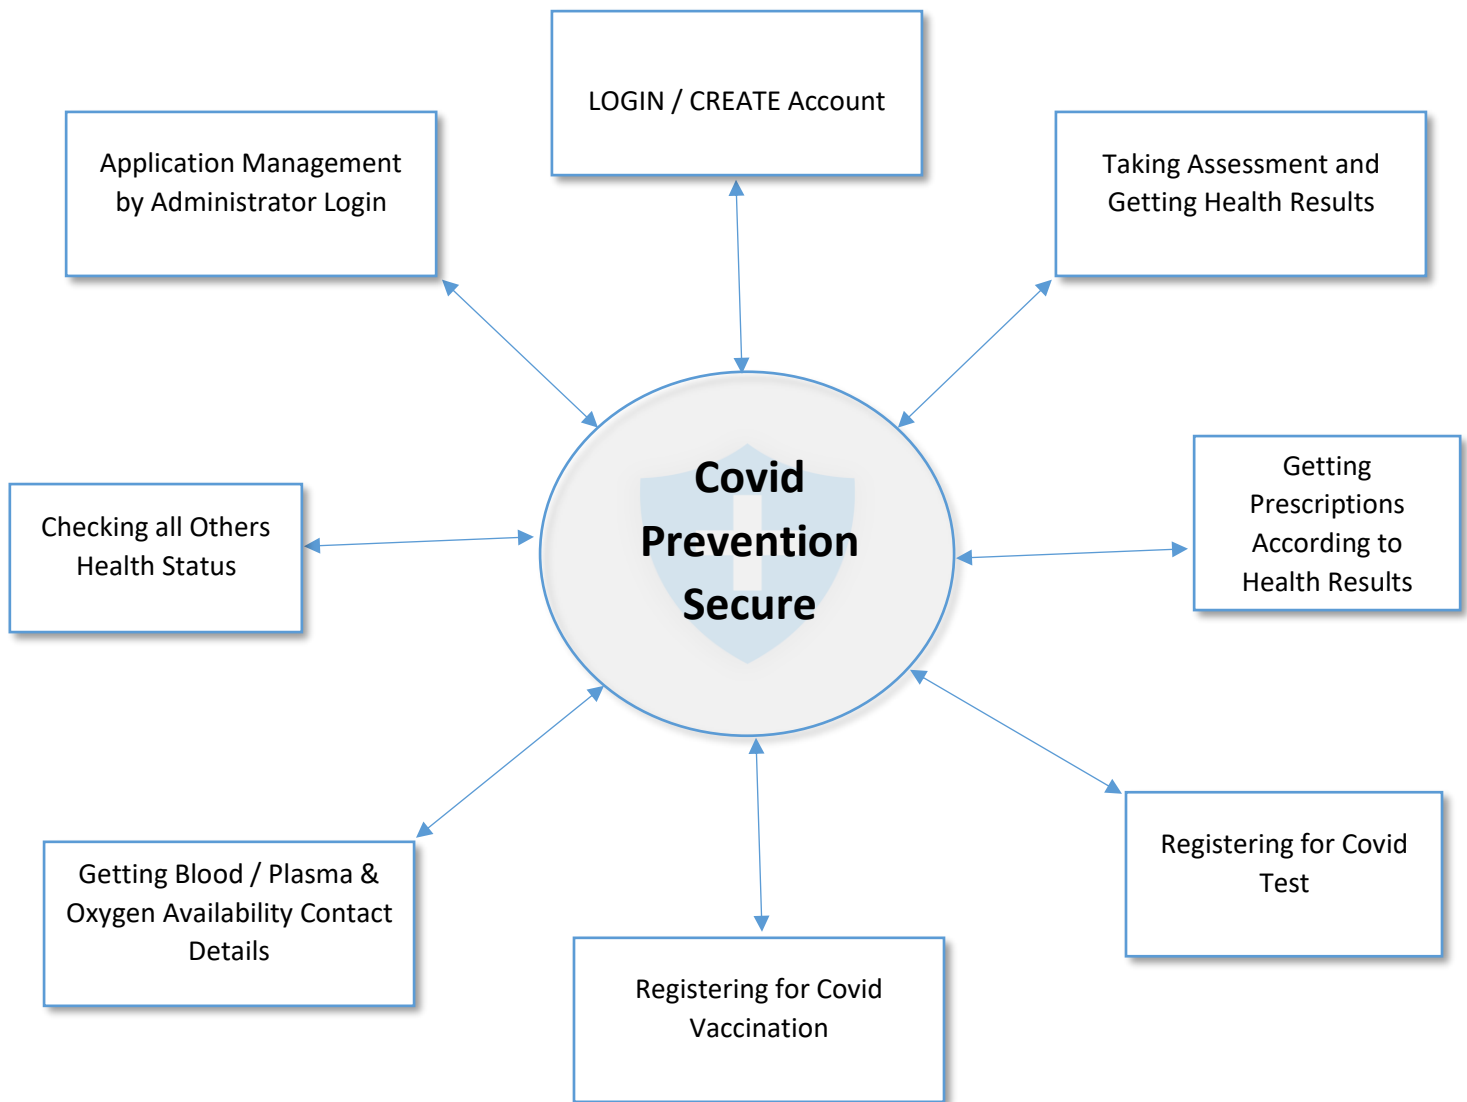 LOGIN / CREATE Account
Application Management
by Administrator Login
Taking Assessment and
Getting Health Results
Covid
Prevention
Secure
Getting
Prescriptions
According to
Health Results
Checking all Others
Health Status
Registering for Covid
Test
Getting Blood / Plasma &
Oxygen Availability Contact
Details
Registering for Covid
Vaccination